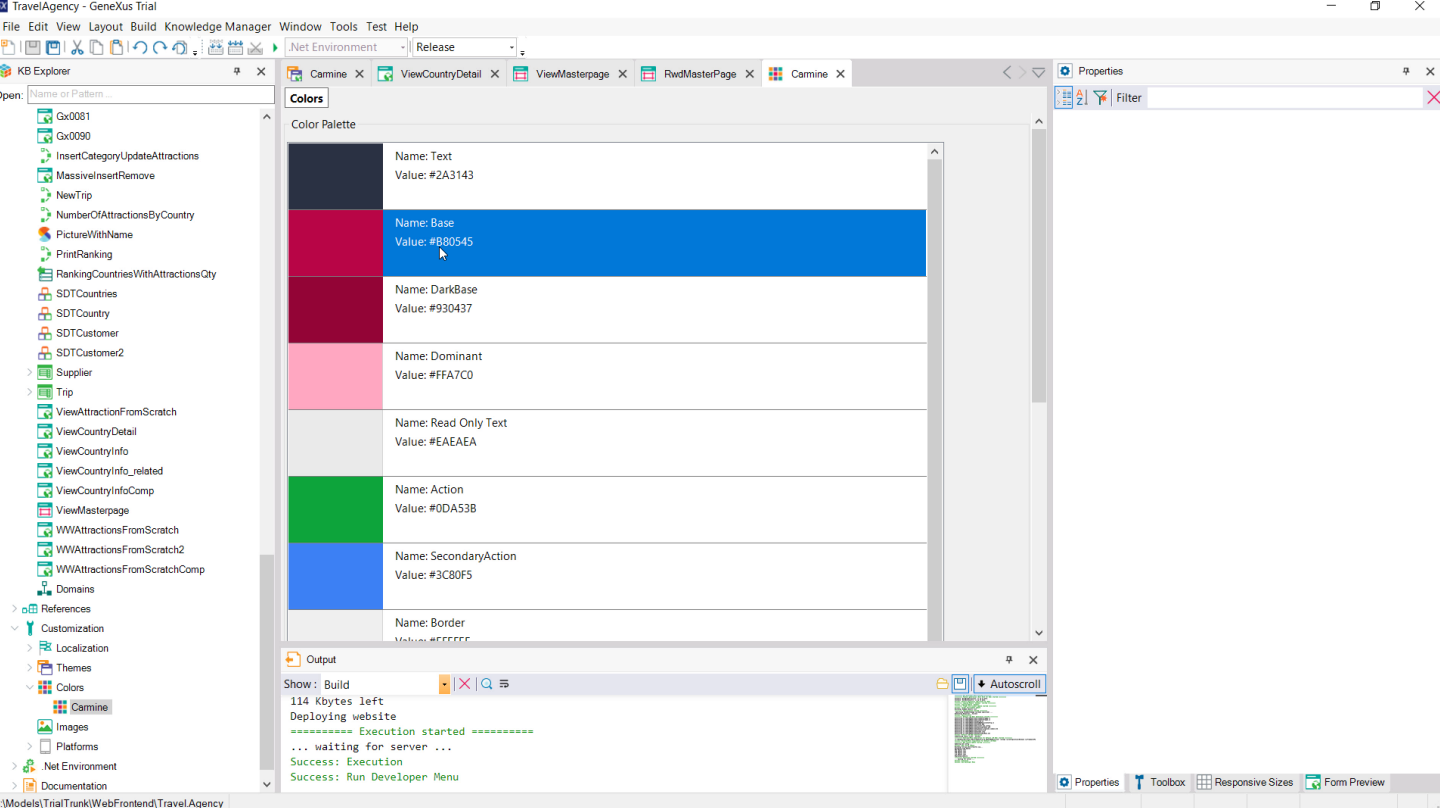 TravelAgency - GeneXus Trial
File Edit View Layout Build Knowledge Manager Window Tools Test Help
.Net Environment Release
KB Explorer
Open: Name or Pattern ...
Gx0081
Gx0090
InsertCategoryUpdateAttractions
MassiveInsertRemove
NewTrip
NumberOfAttractionsByCountry
PictureWithName
PrintRanking
RankingCountriesWithAttractionsQty
SDTCountries
SDTCountry
SDTCustomer
SDTCustomer2
Supplier
Trip
ViewAttractionFromScratch
ViewCountryDetail
ViewCountryInfo
ViewCountryInfo_related
ViewCountryInfoComp
ViewMasterpage
WWAttractionsFromScratch
WWAttractionsFromScratch2
WWAttractionsFromScratchComp
Domains
References
Customization
Localization
Themes
Colors
Carmine
Images
Platforms
.Net Environment
Documentation
Carmine ViewCountryDetail ViewMasterpage RwdMasterPage Carmine
Colors
Color Palette
Name: Text
Value: #2A3143
Name: Base
Value: #B80545
Name: DarkBase
Value: #930437
Name: Dominant
Value: #FFA7C0
Name: Read Only Text
Value: #EAEAEA
Name: Action
Value: #0DA53B
Name: SecondaryAction
Value: #3C80F5
Name: Border
Output
Show: Build
Autoscroll
114 Kbytes left
Deploying website
========== Execution started ==========
... waiting for server ...
Success: Execution
Success: Run Developer Menu
Properties
Filter
Properties Toolbox Responsive Sizes Form Preview
:\Models\TrialTrunk\WebFrontend\Travel.Agency